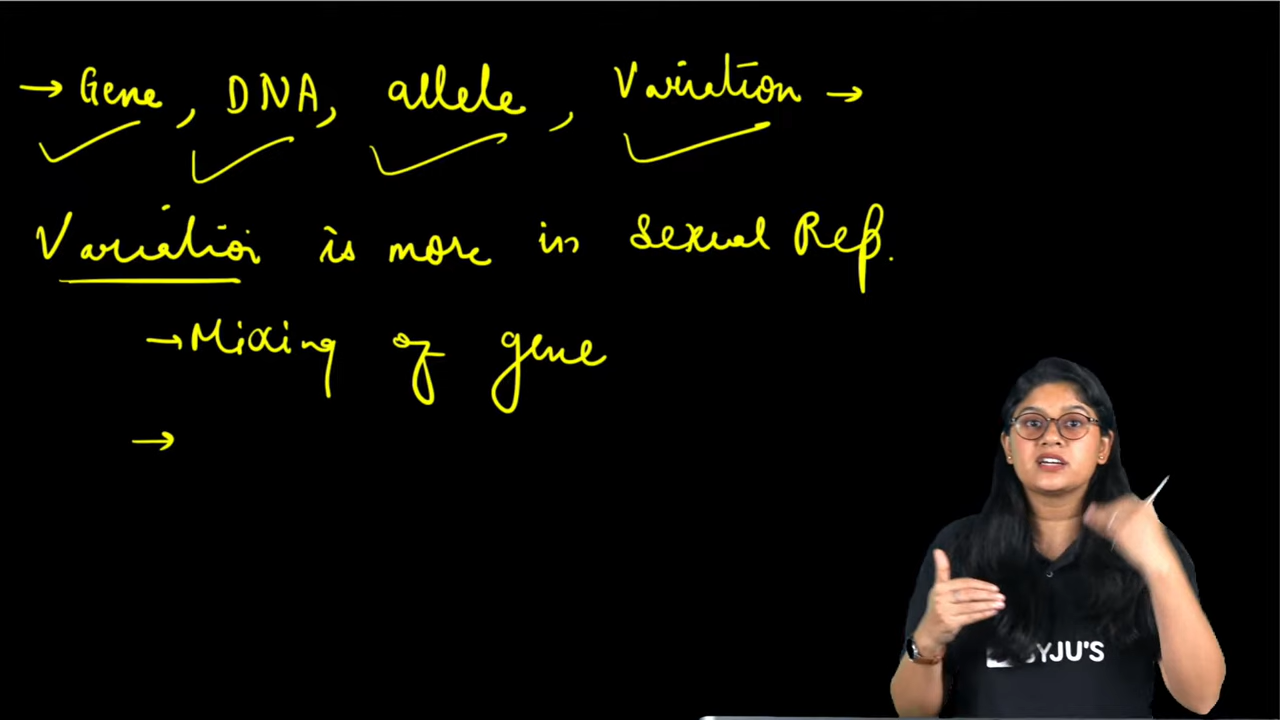 → Gene, DNA, allele, Variation →
Variation is more in Sexual Rep.
→ Mixing of gene
→
BYJU'S